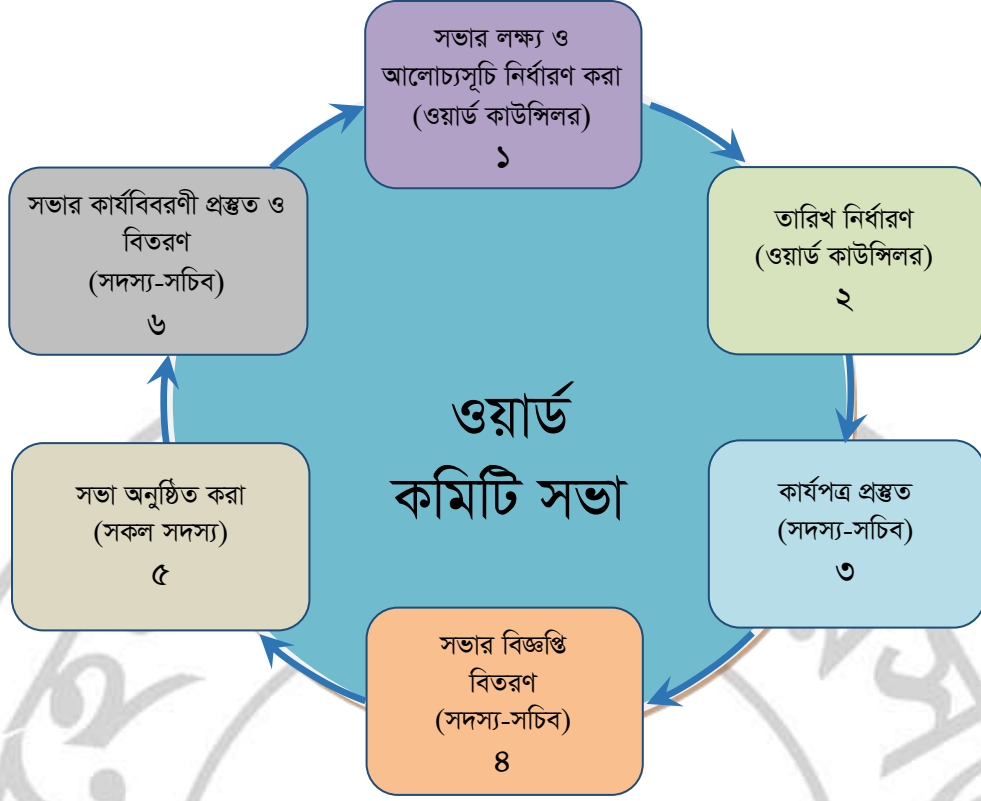 সভার লক্ষ্য ও
আলোচ্যসূচি নির্ধারণ করা
(ওয়ার্ড কাউন্সিলর)
১
তারিখ নির্ধারণ
(ওয়ার্ড কাউন্সিলর)
২
কার্যপত্র প্রস্তুত
(সদস্য-সচিব)
৩
সভার বিজ্ঞপ্তি
বিতরণ
(সদস্য-সচিব)
৪
সভা অনুষ্ঠিত করা
(সকল সদস্য)
৫
সভার কার্যবিবরণী প্রস্তুত ও
বিতরণ
(সদস্য-সচিব)
৬
ওয়ার্ড
কমিটি সভা